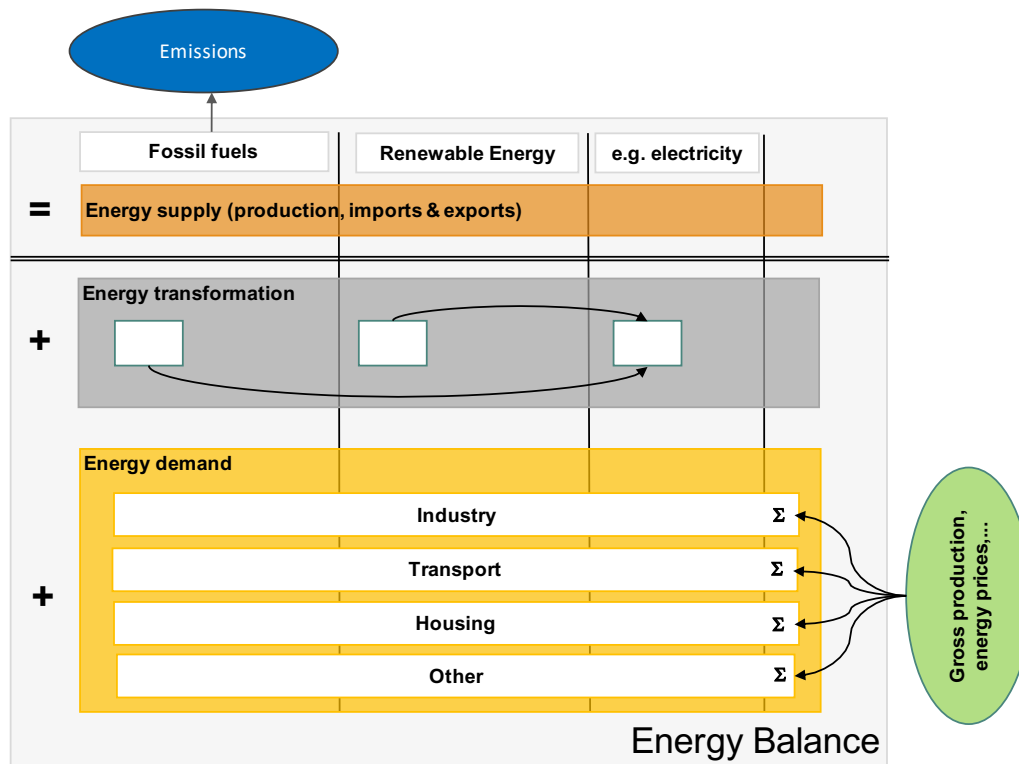 Emissions
Fossil fuels
Renewable Energy
e.g. electricity
=
Energy supply (production, imports & exports)
Energy transformation
+
Energy demand
Industry Σ
Transport Σ
+
Housing Σ
Other Σ
Gross production,
energy prices,...
Energy Balance